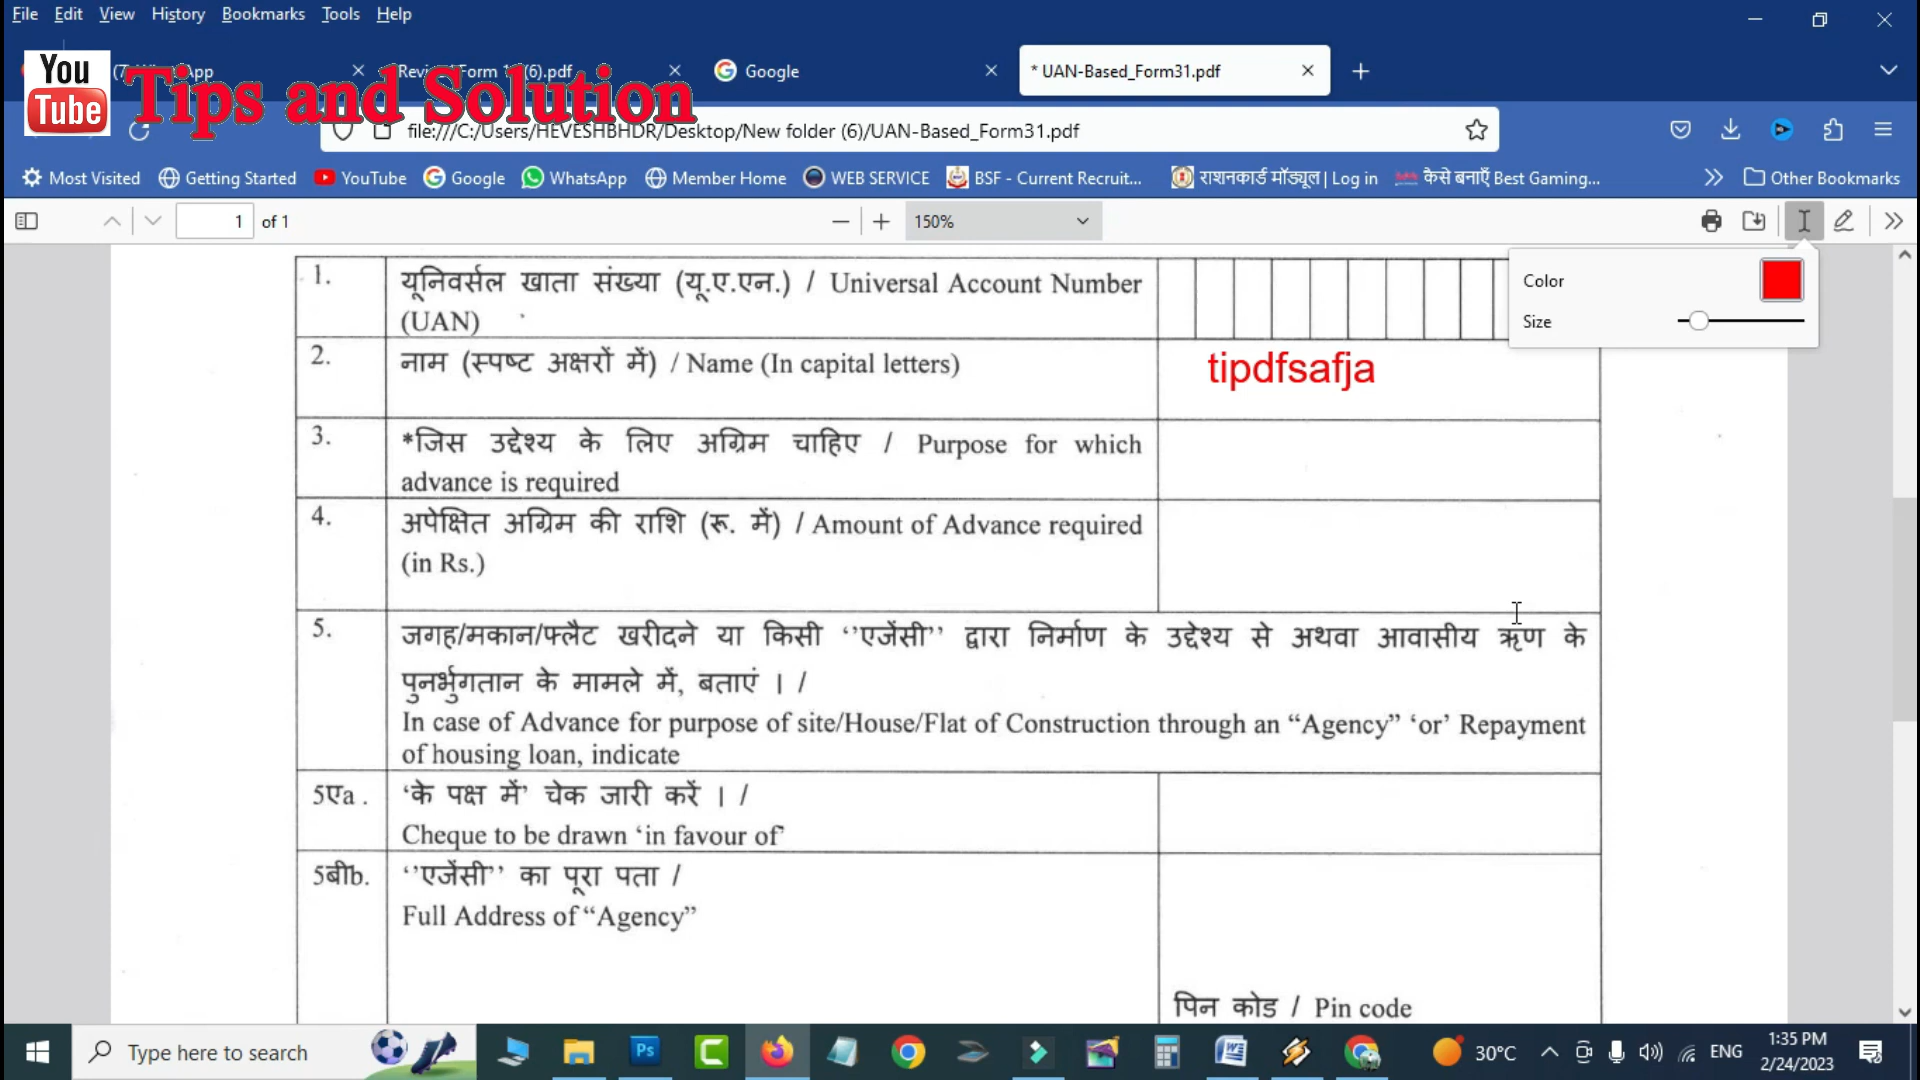 File Edit View History Bookmarks Tools Help
You
Tube
Tips and Solution
Google
* UAN-Based_Form31.pdf
file:///C:/Users/HEVESHBHDR/Desktop/New folder (6)/UAN-Based_Form31.pdf
Most Visited Getting Started YouTube Google WhatsApp Member Home WEB SERVICE BSF - Current Recruit... राशनकार्ड मॉड्यूल | Log in कैसे बनाएँ Best Gaming... Other Bookmarks
1 of 1
150%
Color
Size
1. यूनिवर्सल खाता संख्या (यू.ए.एन.) / Universal Account Number
(UAN)
2. नाम (स्पष्ट अक्षरों में) / Name (In capital letters) tipdfsafja
3. *जिस उद्देश्य के लिए अग्रिम चाहिए / Purpose for which
advance is required
4. अपेक्षित अग्रिम की राशि (रू. में) / Amount of Advance required
(in Rs.)
5. जगह/मकान/फ्लैट खरीदने या किसी ‘’एजेंसी’’ द्वारा निर्माण के उद्देश्य से अथवा आवासीय ऋण के
पुनर्भुगतान के मामले में, बताएं । /
In case of Advance for purpose of site/House/Flat of Construction through an “Agency” ‘or’ Repayment
of housing loan, indicate
5एa . ‘के पक्ष में’ चेक जारी करें । /
Cheque to be drawn ‘in favour of’
5बीb. ‘’एजेंसी’’ का पूरा पता /
Full Address of “Agency”
पिन कोड / Pin code
Type here to search
Ps
30°C
ENG
1:35 PM
2/24/2023